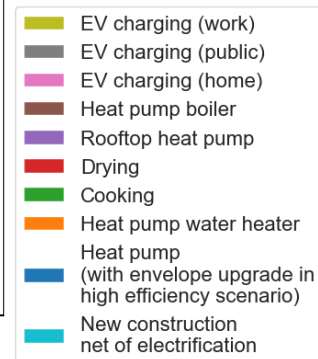 EV charging (work)
EV charging (public)
EV charging (home)
Heat pump boiler
Rooftop heat pump
Drying
Cooking
Heat pump water heater
Heat pump
(with envelope upgrade in
high efficiency scenario)
New construction
net of electrification